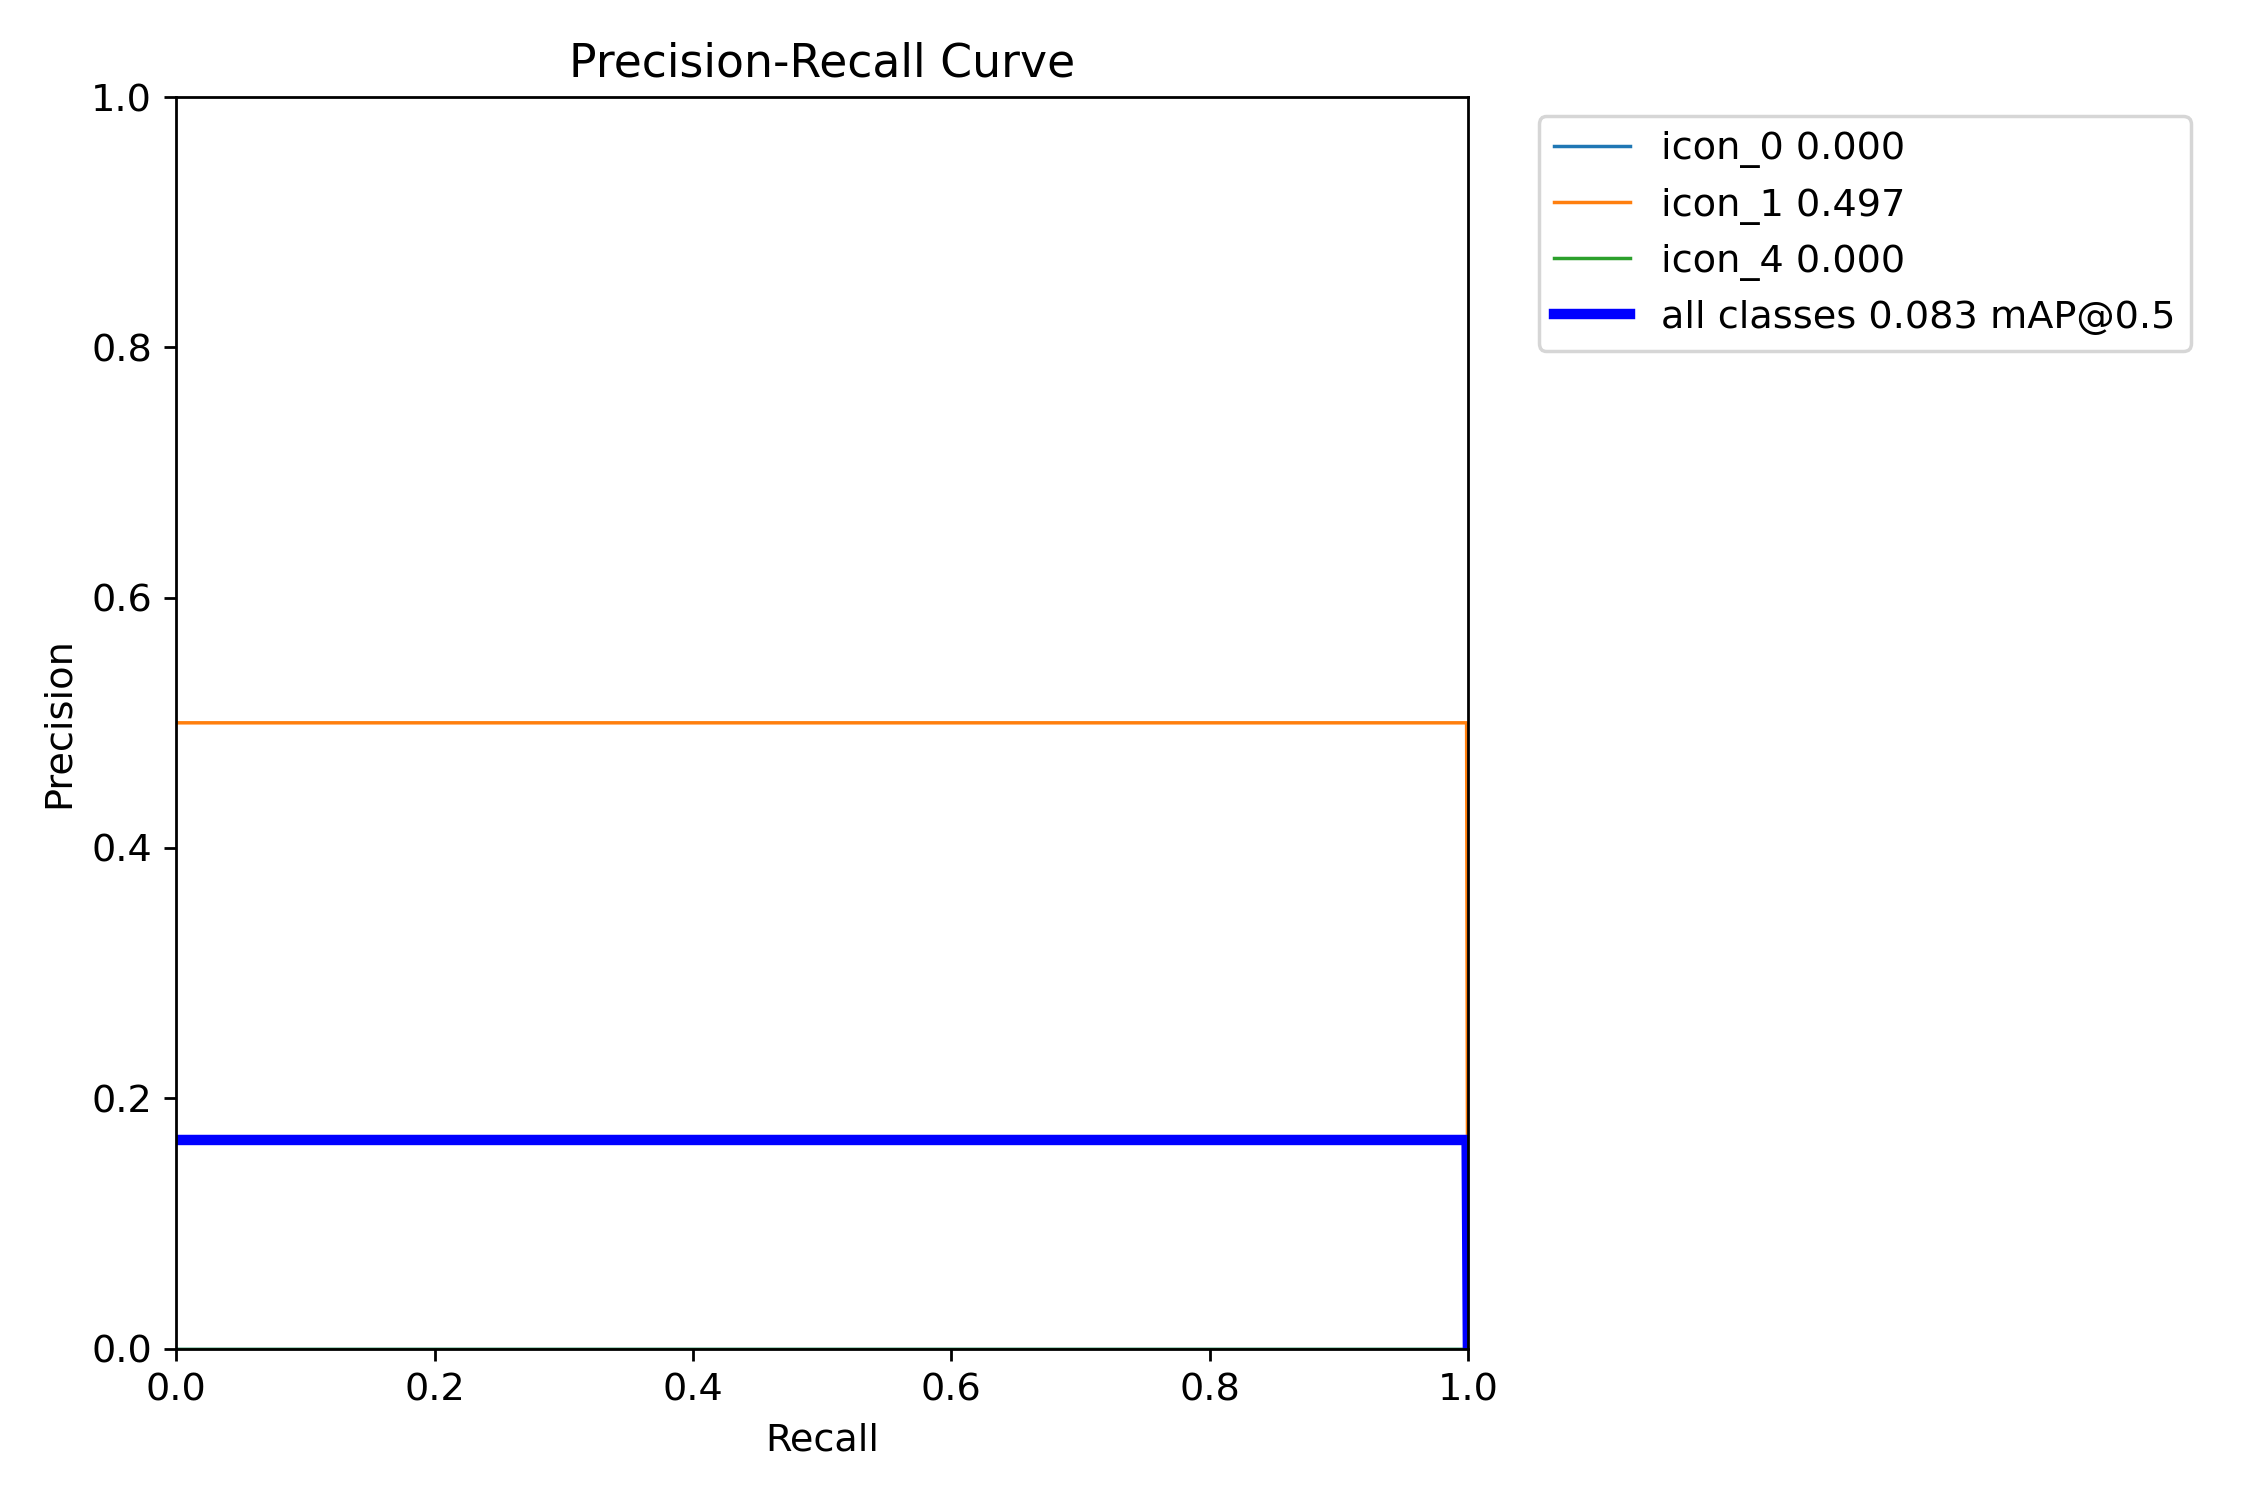 Precision-Recall Curve
1.0
0.8
0.6
0.4
0.2
0.0
Precision
0.0 0.2 0.4 0.6 0.8 1.0
Recall
icon_0 0.000
icon_1 0.497
icon_4 0.000
all classes 0.083 mAP@0.5